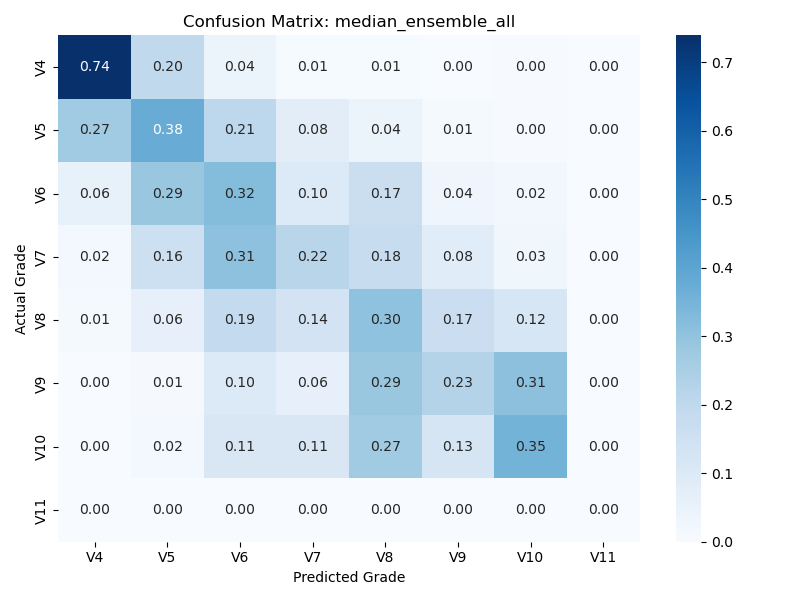 Confusion Matrix: median_ensemble_all
Actual Grade
V4 0.74 0.20 0.04 0.01 0.01 0.00 0.00 0.00
V5 0.27 0.38 0.21 0.08 0.04 0.01 0.00 0.00
V6 0.06 0.29 0.32 0.10 0.17 0.04 0.02 0.00
V7 0.02 0.16 0.31 0.22 0.18 0.08 0.03 0.00
V8 0.01 0.06 0.19 0.14 0.30 0.17 0.12 0.00
V9 0.00 0.01 0.10 0.06 0.29 0.23 0.31 0.00
V10 0.00 0.02 0.11 0.11 0.27 0.13 0.35 0.00
V11 0.00 0.00 0.00 0.00 0.00 0.00 0.00 0.00
V4 V5 V6 V7 V8 V9 V10 V11
Predicted Grade
0.7
0.6
0.5
0.4
0.3
0.2
0.1
0.0